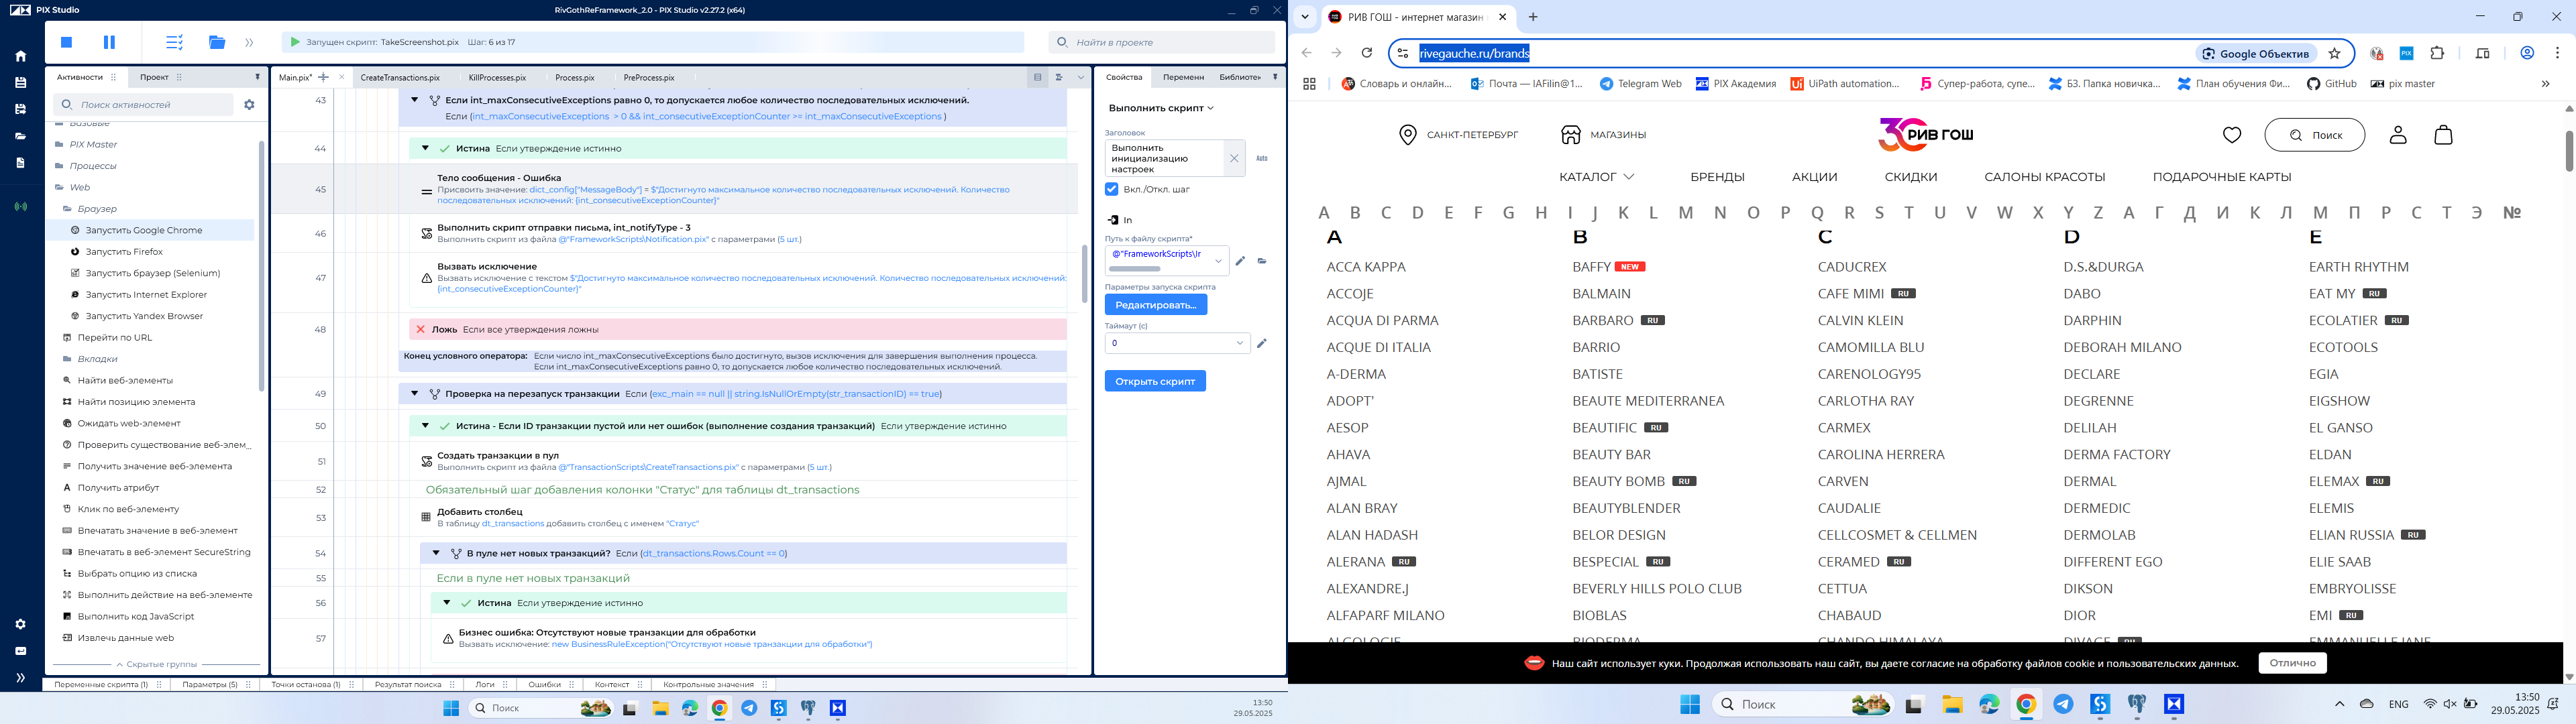 PIX Studio
RivGothReFramework_2.0 - PIX Studio v2.27.2 (x64)
Запущен скрипт: TakeScreenshot.pix Шаг: 6 из 17
Найти в проекте
Активности
Проект
Поиск активностей
Базовые
PIX Master
Процессы
Web
Браузер
Запустить Google Chrome
Запустить Firefox
Запустить браузер (Selenium)
Запустить Internet Explorer
Запустить Yandex Browser
Перейти по URL
Вкладки
Найти веб-элементы
Найти позицию элемента
Ожидать web-элемент
Проверить существование веб-элем...
Получить значение веб-элемента
Получить атрибут
Клик по веб-элементу
Впечатать значение в веб-элемент
Впечатать в веб-элемент SecureString
Выбрать опцию из списка
Выполнить действие на веб-элементе
Выполнить код JavaScript
Извлечь данные web
Скрытые группы
Main.pix*
CreateTransactions.pix
KillProcesses.pix
Process.pix
PreProcess.pix
43 Если int_maxConsecutiveExceptions равно 0, то допускается любое количество последовательных исключений.
Если (int_maxConsecutiveExceptions > 0 && int_consecutiveExceptionCounter >= int_maxConsecutiveExceptions )
44 Истина Если утверждение истинно
45 Тело сообщения - Ошибка
Присвоить значение: dict_config["MessageBody"] = $"Достигнуто максимальное количество последовательных исключений. Количество
последовательных исключений: {int_consecutiveExceptionCounter}"
46 Выполнить скрипт отправки письма, int_notifyType - 3
Выполнить скрипт из файла @"FrameworkScripts\Notification.pix" с параметрами (5 шт.)
47 Вызвать исключение
Вызвать исключение с текстом $"Достигнуто максимальное количество последовательных исключений. Количество последовательных исключений:
{int_consecutiveExceptionCounter}"
48 Ложь Если все утверждения ложны
Конец условного оператора: Если число int_maxConsecutiveExceptions было достигнуто, вызов исключения для завершения выполнения процесса.
Если int_maxConsecutiveExceptions равно 0, то допускается любое количество последовательных исключений.
49 Проверка на перезапуск транзакции Если (exc_main == null || string.IsNullOrEmpty(str_transactionID) == true)
50 Истина - Если ID транзакции пустой или нет ошибок (выполнение создания транзакций) Если утверждение истинно
51 Создать транзакции в пул
Выполнить скрипт из файла @"TransactionScripts\CreateTransactions.pix" с параметрами (5 шт.)
52 Обязательный шаг добавления колонки "Статус" для таблицы dt_transactions
53 Добавить столбец
В таблицу dt_transactions добавить столбец с именем "Статус"
54 В пуле нет новых транзакций? Если (dt_transactions.Rows.Count == 0)
55 Если в пуле нет новых транзакций
56 Истина Если утверждение истинно
57 Бизнес ошибка: Отсутствуют новые транзакции для обработки
Вызвать исключение: new BusinessRuleException("Отсутствуют новые транзакции для обработки")
Свойства
Переменн
Библиотек
Выполнить скрипт
Заголовок
Выполнить
инициализацию
настроек
Auto
Вкл./Откл. шаг
In
Путь к файлу скрипта*
@"FrameworkScripts\Ir
Параметры запуска скрипта
Редактировать...
Таймаут (с)
0
Открыть скрипт
Переменные скрипта (1)
Параметры (5)
Точки останова (1)
Результат поиска
Логи
Ошибки
Контекст
Контрольные значения
Поиск
13:50
29.05.2025
РИВ ГОШ - интернет магазин
rivegauche.ru/brands
Google Объектив
Словарь и онлайн...
Почта — IAFilin@1...
Telegram Web
PIX Академия
UiPath automation...
Супер-работа, супе...
БЗ. Папка новичка...
План обучения Фи...
GitHub
pix master
САНКТ-ПЕТЕРБУРГ
МАГАЗИНЫ
30 РИВ ГОШ
Поиск
КАТАЛОГ
БРЕНДЫ
АКЦИИ
СКИДКИ
САЛОНЫ КРАСОТЫ
ПОДАРОЧНЫЕ КАРТЫ
A B C D E F G H I J K L M N O P Q R S T U V W X Y Z А Г Д И К Л М П Р С Т Э №
A
ACCA KAPPA
ACCOJE
ACQUA DI PARMA
ACQUE DI ITALIA
A-DERMA
ADOPT'
AESOP
AHAVA
AJMAL
ALAN BRAY
ALAN HADASH
ALERANA RU
ALEXANDRE.J
ALFAPARF MILANO
ALGOLOGIE
B
BAFFY NEW
BALMAIN
BARBARO RU
BARRIO
BATISTE
BEAUTE MEDITERRANEA
BEAUTIFIC RU
BEAUTY BAR
BEAUTY BOMB RU
BEAUTYBLENDER
BELOR DESIGN
BESPECIAL RU
BEVERLY HILLS POLO CLUB
BIOBLAS
BIODERMA
C
CADUCREX
CAFE MIMI RU
CALVIN KLEIN
CAMOMILLA BLU
CARENOLOGY95
CARLOTHA RAY
CARMEX
CAROLINA HERRERA
CARVEN
CAUDALIE
CELLCOSMET & CELLMEN
CERAMED RU
CETTUA
CHABAUD
CHANDO HIMALAYA
D
D.S.&DURGA
DABO
DARPHIN
DEBORAH MILANO
DECLARE
DEGRENNE
DELILAH
DERMA FACTORY
DERMAL
DERMEDIC
DERMOLAB
DIFFERENT EGO
DIKSON
DIOR
DIVAGE RU
E
EARTH RHYTHM
EAT MY RU
ECOLATIER RU
ECOTOOLS
EGIA
EIGSHOW
EL GANSO
ELDAN
ELEMAX RU
ELEMIS
ELIAN RUSSIA RU
ELIE SAAB
EMBRYOLISSE
EMI RU
EMMANUELLE JANE
Наш сайт использует куки. Продолжая использовать наш сайт, вы даете согласие на обработку файлов cookie и пользовательских данных.
Отлично
Поиск
ENG
13:50
29.05.2025